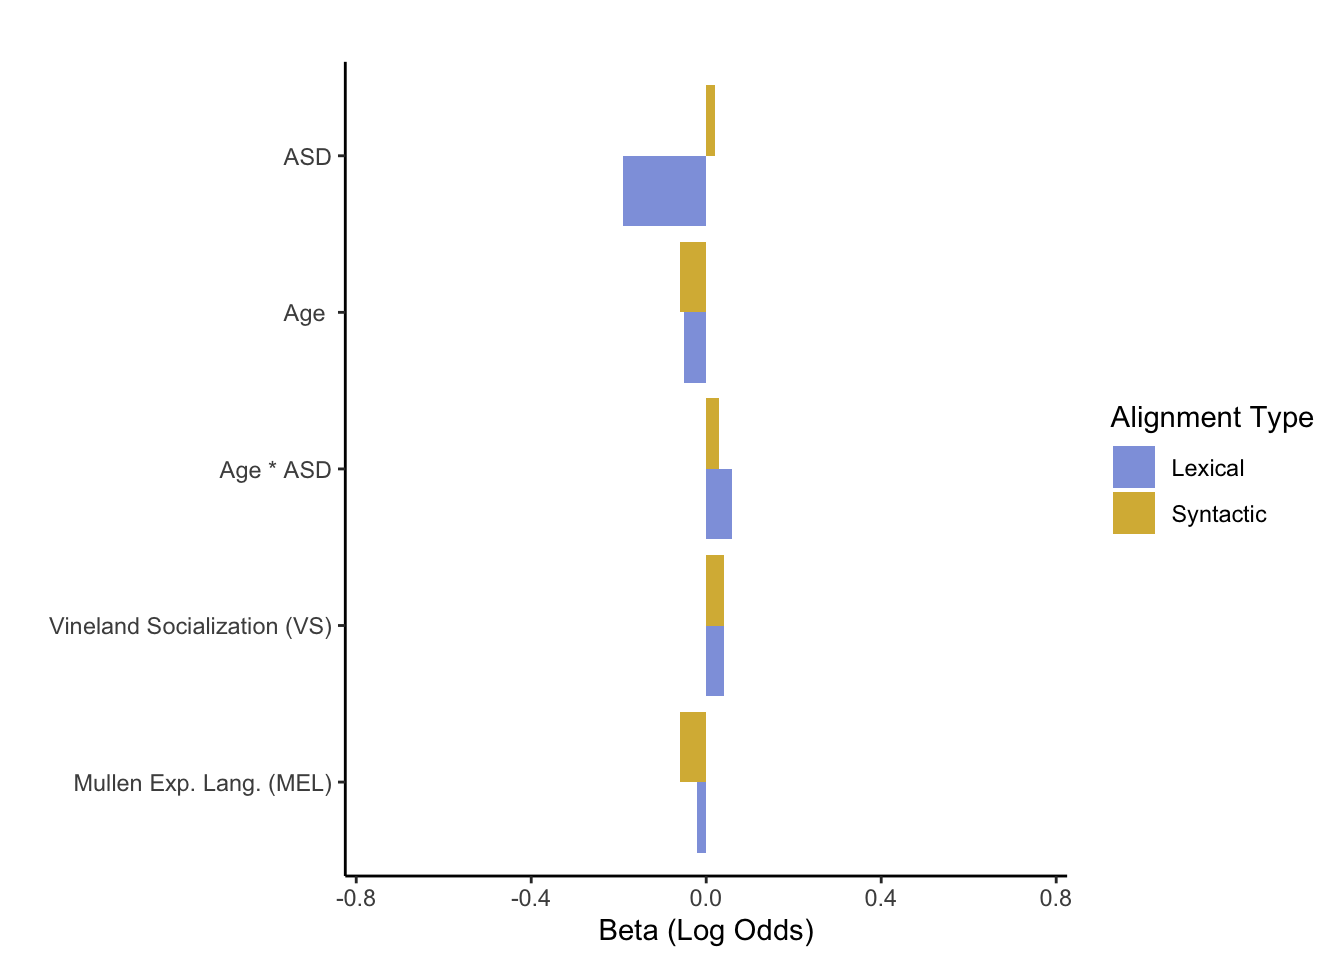 ASD
Age
Age * ASD
Vineland Socialization (VS)
Mullen Exp. Lang. (MEL)
-0.8 -0.4 0.0 0.4 0.8
Beta (Log Odds)
Alignment Type
Lexical
Syntactic